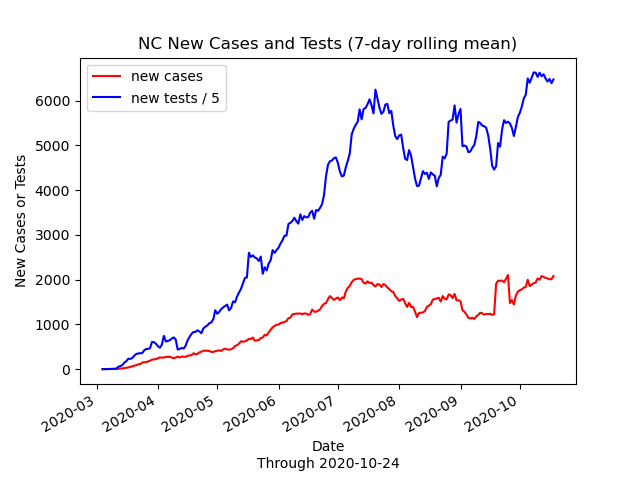 NC New Cases and Tests (7-day rolling mean)
new cases
new tests / 5
New Cases or Tests
6000
5000
4000
3000
2000
1000
0
2020-03
2020-04
2020-05
2020-06
2020-07
2020-08
2020-09
2020-10
Date
Through 2020-10-24